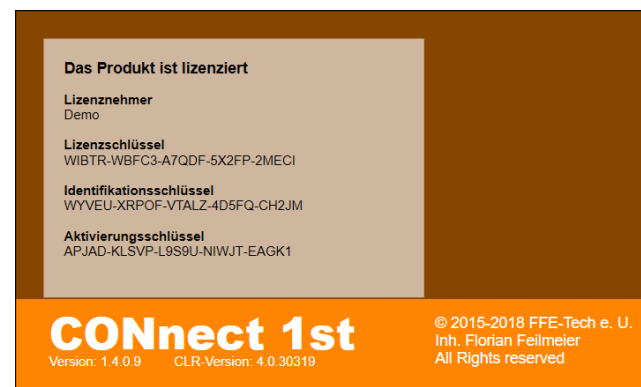 Das Produkt ist lizenziert
Lizenznehmer
Demo
Lizenzschlüssel
WIBTR-WBFC3-A7QDF-5X2FP-2MECI
Identifikationsschlüssel
WYVEU-XRPOF-VTALZ-4D5FQ-CH2JM
Aktivierungsschlüssel
APJAD-KLSVP-L9S9U-NIWJT-EAGK1
CONnect 1st
Version: 1.4.0.9 CLR-Version: 4.0.30319
© 2015-2018 FFE-Tech e. U.
Inh. Florian Feilmeier
All Rights reserved